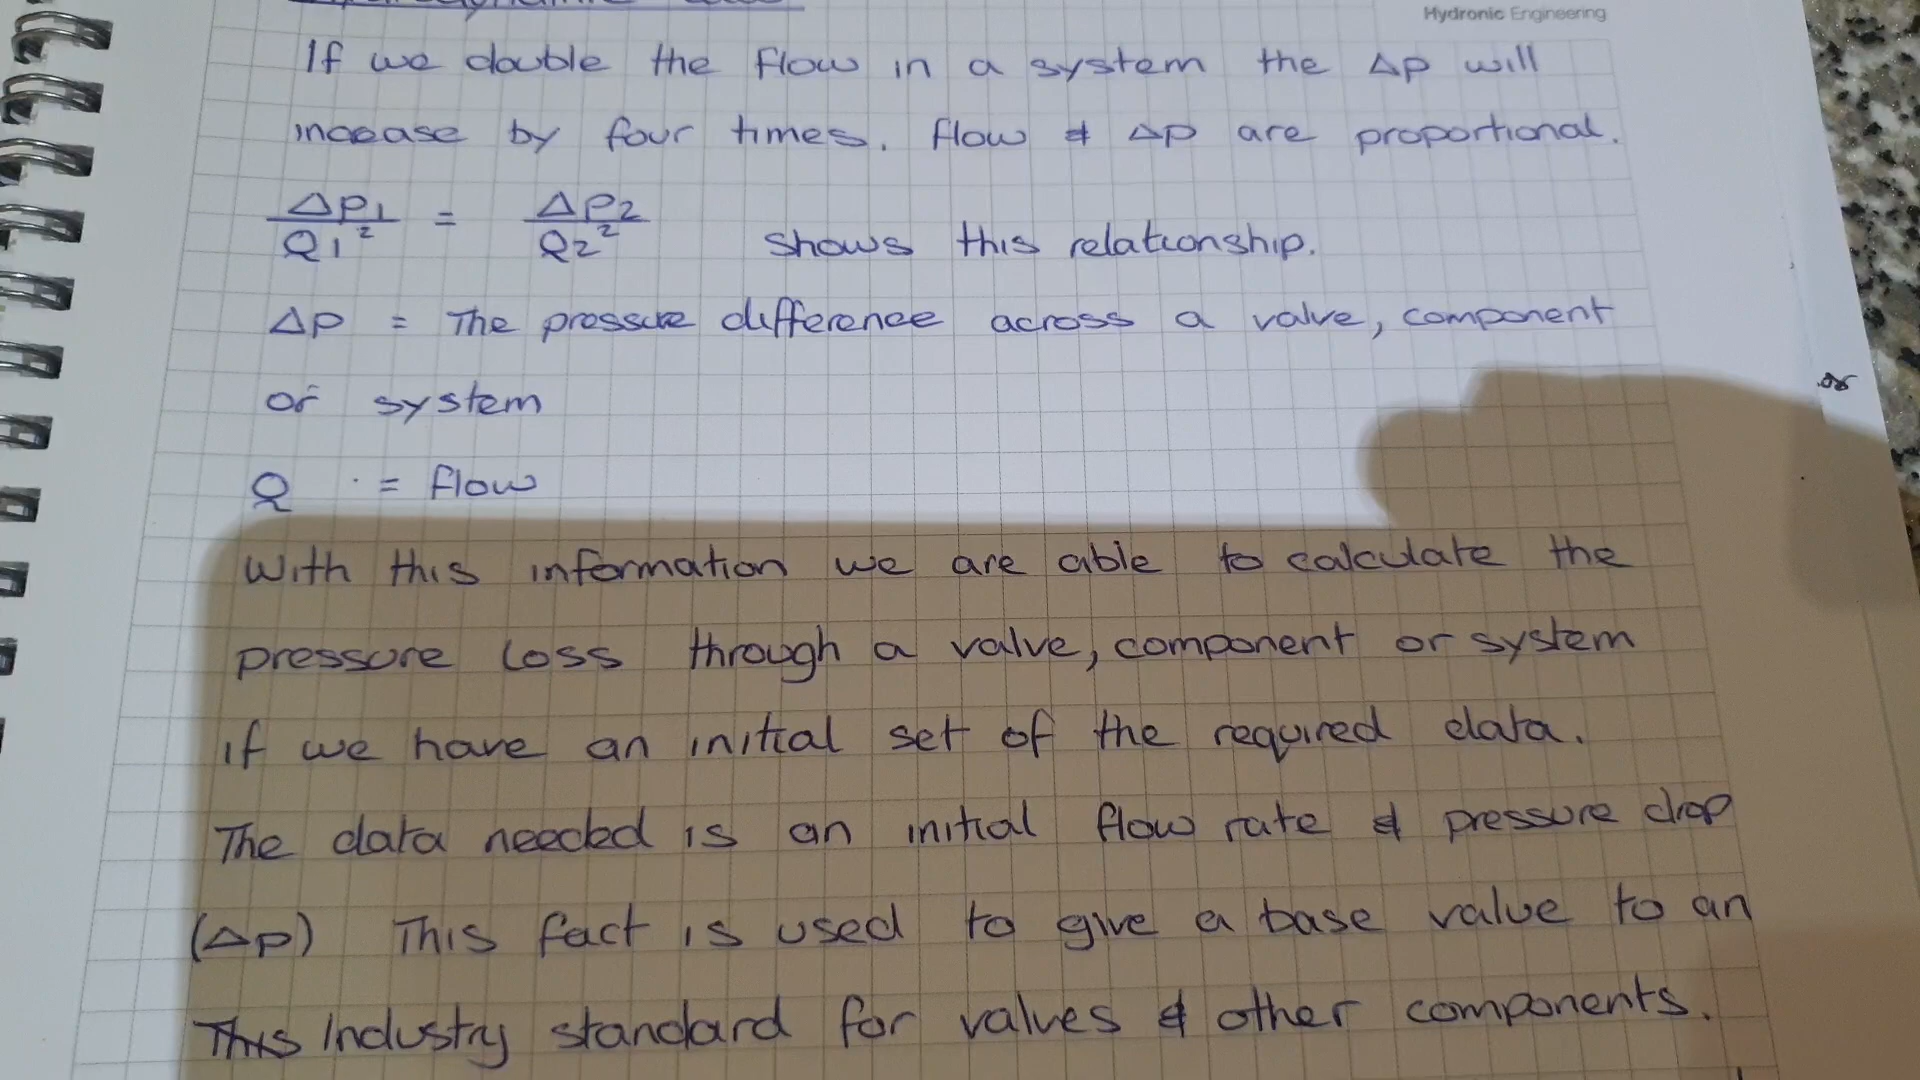 Hydronic Engineering
If we double the flow in a system the Δp will
increase by four times. flow & Δp are proportional.
Δp1 / Q1² = Δp2 / Q2² shows this relationship.
Δp = The pressure difference across a valve, component
or system
Q = flow
With this information we are able to calculate the
pressure loss through a valve, component or system
if we have an initial set of the required data.
The data needed is an initial flow rate & pressure drop
(Δp) This fact is used to give a base value to an
This industry standard for valves & other components.